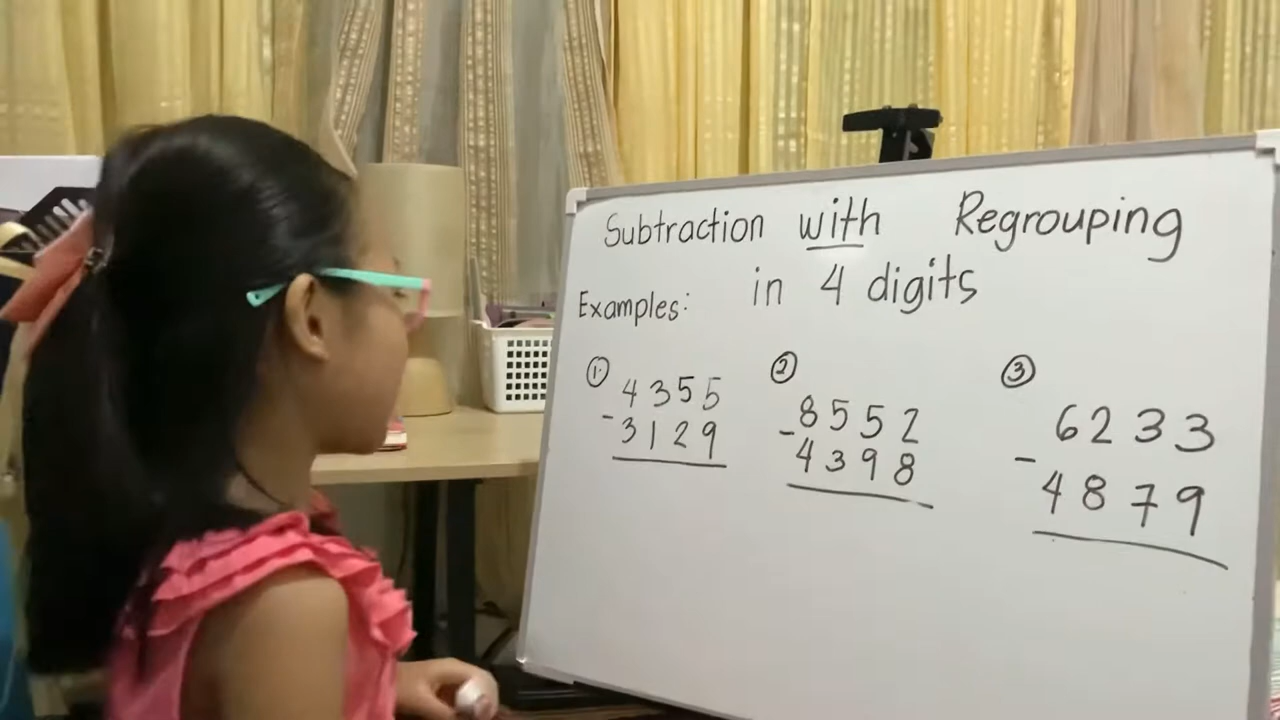 Subtraction with Regrouping
in 4 digits
Examples:
① 4355
- 3129
② 8552
- 4398
③ 6233
- 4879